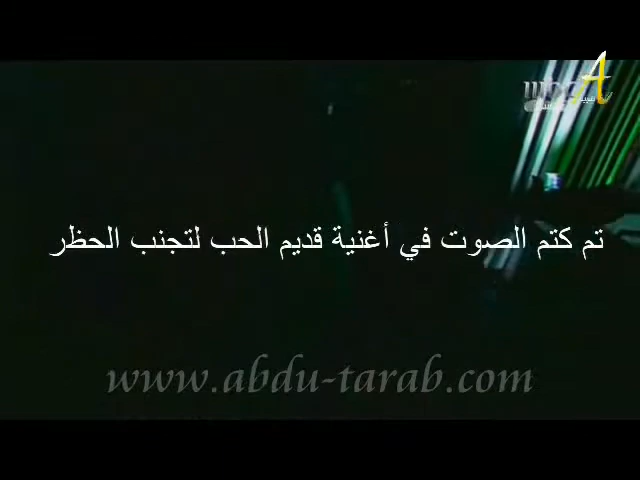 تم كتم الصوت في أغنية قديم الحب لتجنب الحظر
www.abdu-tarab.com